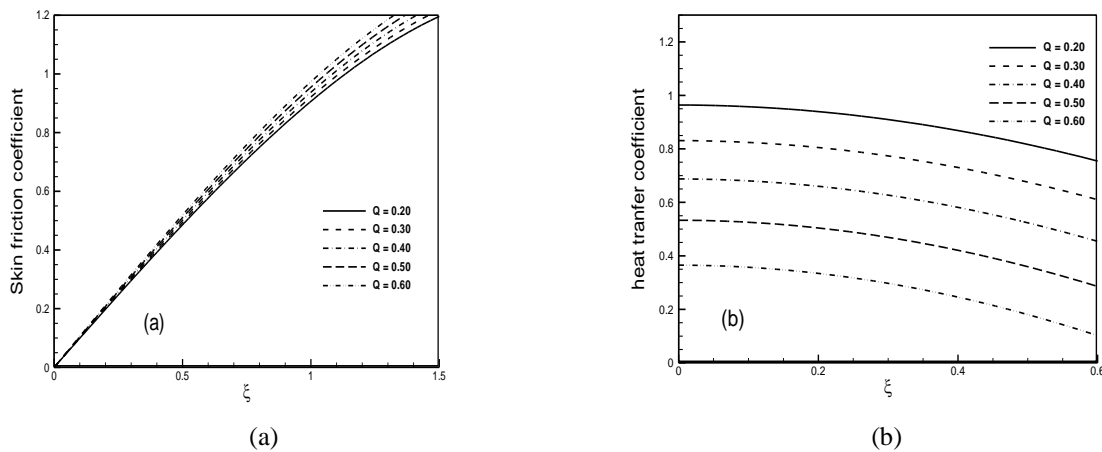 1.2
1
0.8
0.6
0.4
0.2
0
Skin friction coefficient
Q = 0.20
Q = 0.30
Q = 0.40
Q = 0.50
Q = 0.60
(a)
0
0.5
1
1.5
ξ
(a)
1.2
1
0.8
0.6
0.4
0.2
0
heat tranfer coefficient
Q = 0.20
Q = 0.30
Q = 0.40
Q = 0.50
Q = 0.60
(b)
0
0.2
0.4
0.6
ξ
(b)